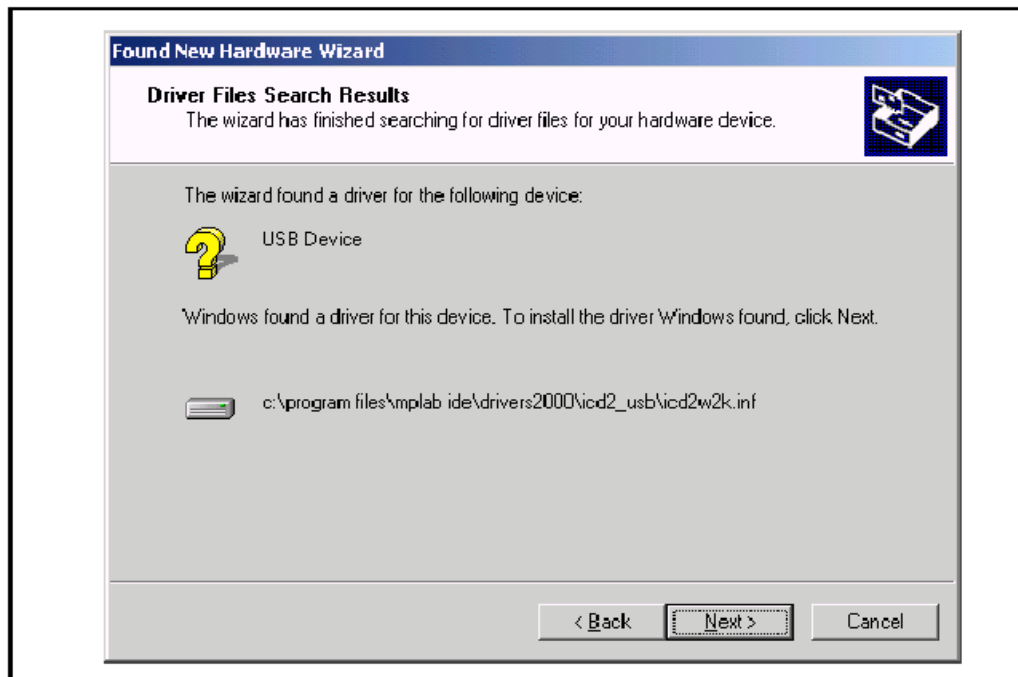 Found New Hardware Wizard
Driver Files Search Results
The wizard has finished searching for driver files for your hardware device.
The wizard found a driver for the following device:
USB Device
Windows found a driver for this device. To install the driver Windows found, click Next.
c:\program files\mplab ide\drivers2000\icd2_usb\icd2w2k.inf
< Back
Next >
Cancel